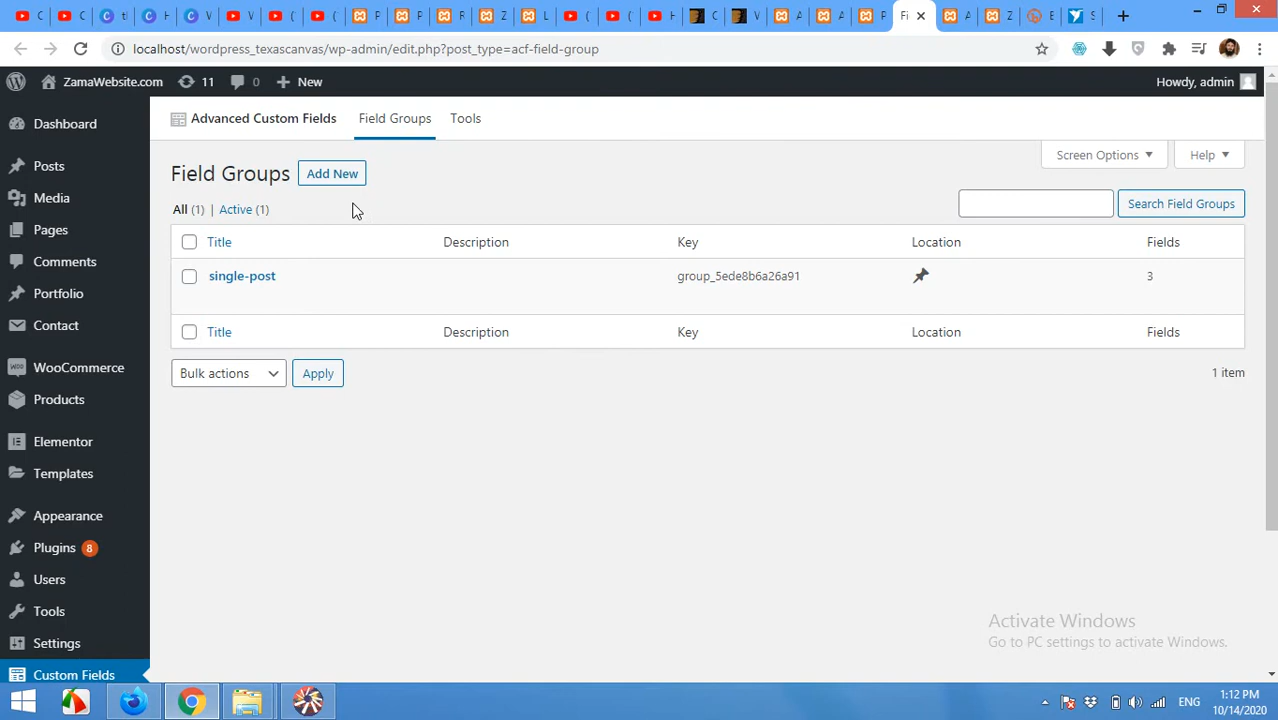 localhost/wordpress_texascanvas/wp-admin/edit.php?post_type=acf-field-group
ZamaWebsite.com 11 0 New Howdy, admin
Advanced Custom Fields Field Groups Tools
Screen Options Help
Field Groups Add New
All (1) | Active (1)
Search Field Groups
Title Description Key Location Fields
single-post group_5ede8b6a26a91 3
Title Description Key Location Fields
Bulk actions Apply 1 item
Dashboard
Posts
Media
Pages
Comments
Portfolio
Contact
WooCommerce
Products
Elementor
Templates
Appearance
Plugins 8
Users
Tools
Settings
Custom Fields
Activate Windows
Go to PC settings to activate Windows.
ENG
1:12 PM
10/14/2020